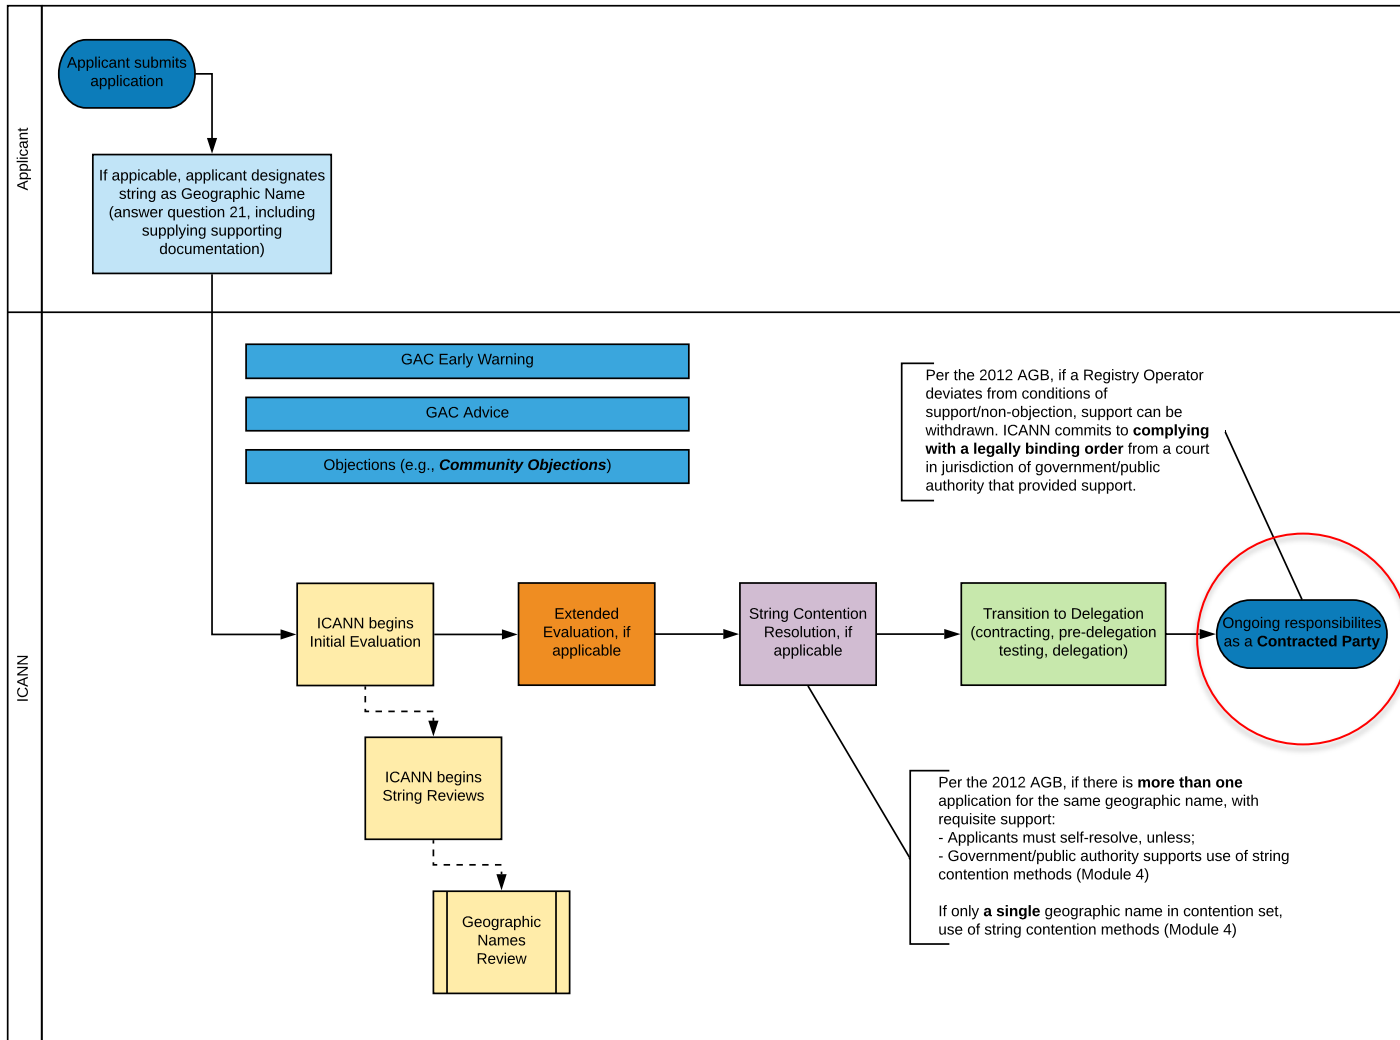 Applicant
Applicant submits
application
If appicable, applicant designates
string as Geographic Name
(answer question 21, including
supplying supporting
documentation)
ICANN
GAC Early Warning
GAC Advice
Objections (e.g., Community Objections)
Per the 2012 AGB, if a Registry Operator
deviates from conditions of
support/non-objection, support can be
withdrawn. ICANN commits to complying
with a legally binding order from a court
in jurisdiction of government/public
authority that provided support.
ICANN begins
Initial Evaluation
Extended
Evaluation, if
applicable
String Contention
Resolution, if
applicable
Transition to Delegation
(contracting, pre-delegation
testing, delegation)
Ongoing responsibilites
as a Contracted Party
ICANN begins
String Reviews
Geographic
Names
Review
Per the 2012 AGB, if there is more than one
application for the same geographic name, with
requisite support:
- Applicants must self-resolve, unless;
- Government/public authority supports use of string
contention methods (Module 4)
If only a single geographic name in contention set,
use of string contention methods (Module 4)